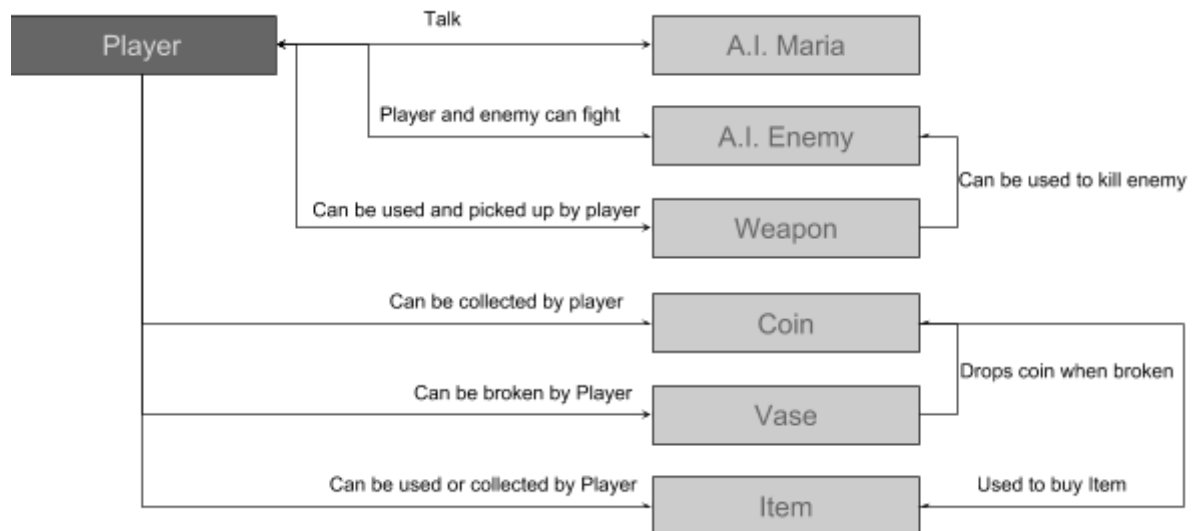 Talk
Player
A.I. Maria
Player and enemy can fight
A.I. Enemy
Can be used to kill enemy
Can be used and picked up by player
Weapon
Can be collected by player
Coin
Drops coin when broken
Can be broken by Player
Vase
Can be used or collected by Player
Used to buy Item
Item